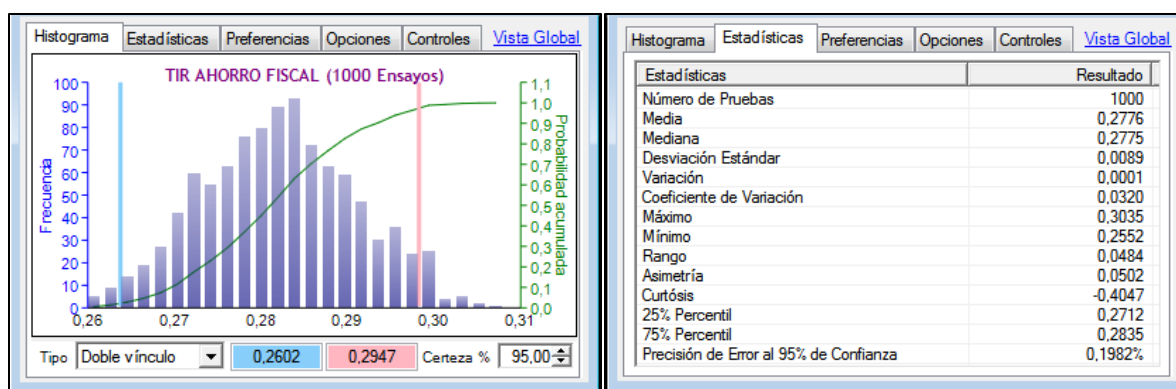 Histograma Estadísticas Preferencias Opciones Controles Vista Global
TIR AHORRO FISCAL (1000 Ensayos)
Frecuencia
100
90
80
70
60
50
40
30
20
10
0
0,26 0,27 0,28 0,29 0,30 0,31
1,1
1,0
0,9
0,8
0,7
0,6
0,5
0,4
0,3
0,2
0,1
0,0
Probabilidad acumulada
Tipo Doble vínculo 0,2602 0,2947 Certeza % 95,00
Histograma Estadísticas Preferencias Opciones Controles Vista Global
Estadísticas Resultado
Número de Pruebas 1000
Media 0,2776
Mediana 0,2775
Desviación Estándar 0,0089
Variación 0,0001
Coeficiente de Variación 0,0320
Máximo 0,3035
Mínimo 0,2552
Rango 0,0484
Asimetría 0,0502
Curtósis -0,4047
25% Percentil 0,2712
75% Percentil 0,2835
Precisión de Error al 95% de Confianza 0,1982%